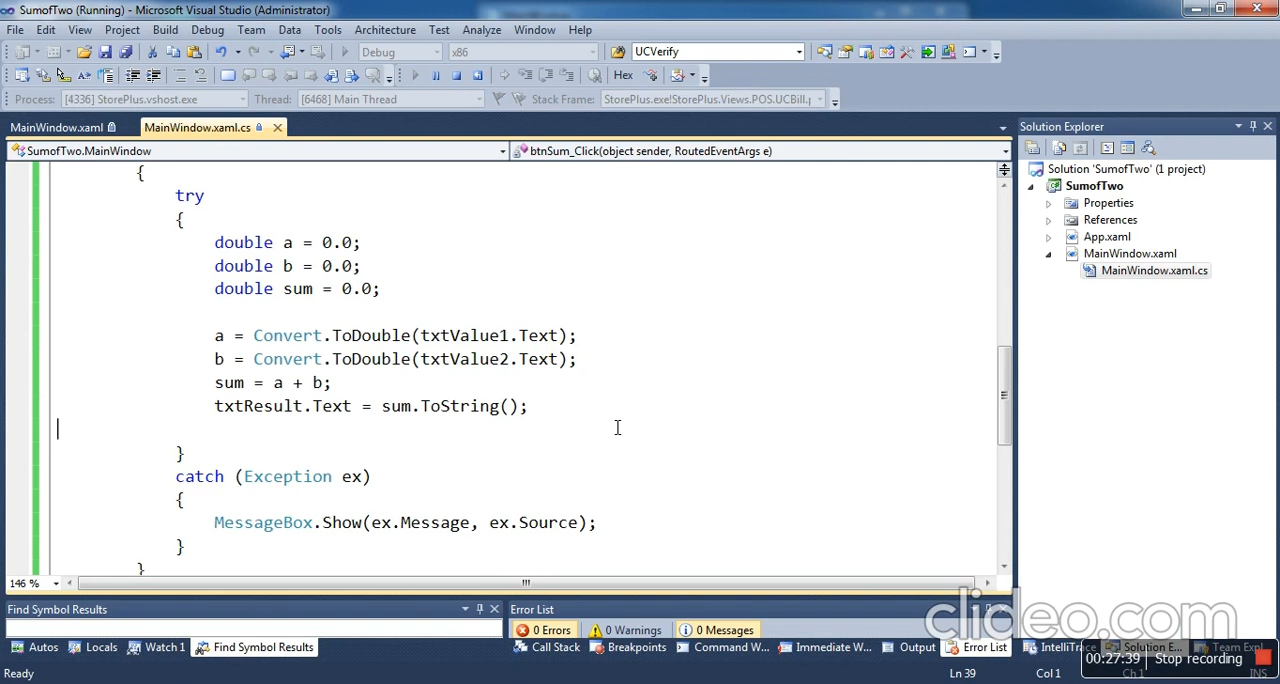 SumofTwo (Running) - Microsoft Visual Studio (Administrator)
File Edit View Project Build Debug Team Data Tools Architecture Test Analyze Window Help
Debug x86 UCVerify
Hex
Process: [4336] StorePlus.vshost.exe Thread: [6468] Main Thread Stack Frame: StorePlus.exe!StorePlus.Views.POS.UCBill.p
MainWindow.xaml MainWindow.xaml.cs
Solution Explorer
SumofTwo.MainWindow btnSum_Click(object sender, RoutedEventArgs e)
Solution 'SumofTwo' (1 project)
SumofTwo
Properties
References
App.xaml
MainWindow.xaml
MainWindow.xaml.cs
{
try
{
double a = 0.0;
double b = 0.0;
double sum = 0.0;
a = Convert.ToDouble(txtValue1.Text);
b = Convert.ToDouble(txtValue2.Text);
sum = a + b;
txtResult.Text = sum.ToString();
}
catch (Exception ex)
{
MessageBox.Show(ex.Message, ex.Source);
}
}
146 %
Find Symbol Results Error List
0 Errors 0 Warnings 0 Messages
clideo.com
Autos Locals Watch 1 Find Symbol Results Call Stack Breakpoints Command W... Immediate W... Output Error List IntelliTrac Solution E... Team Expl
00:27:39 Stop recording
Ready Ln 39 Col 1 Ch 1 INS